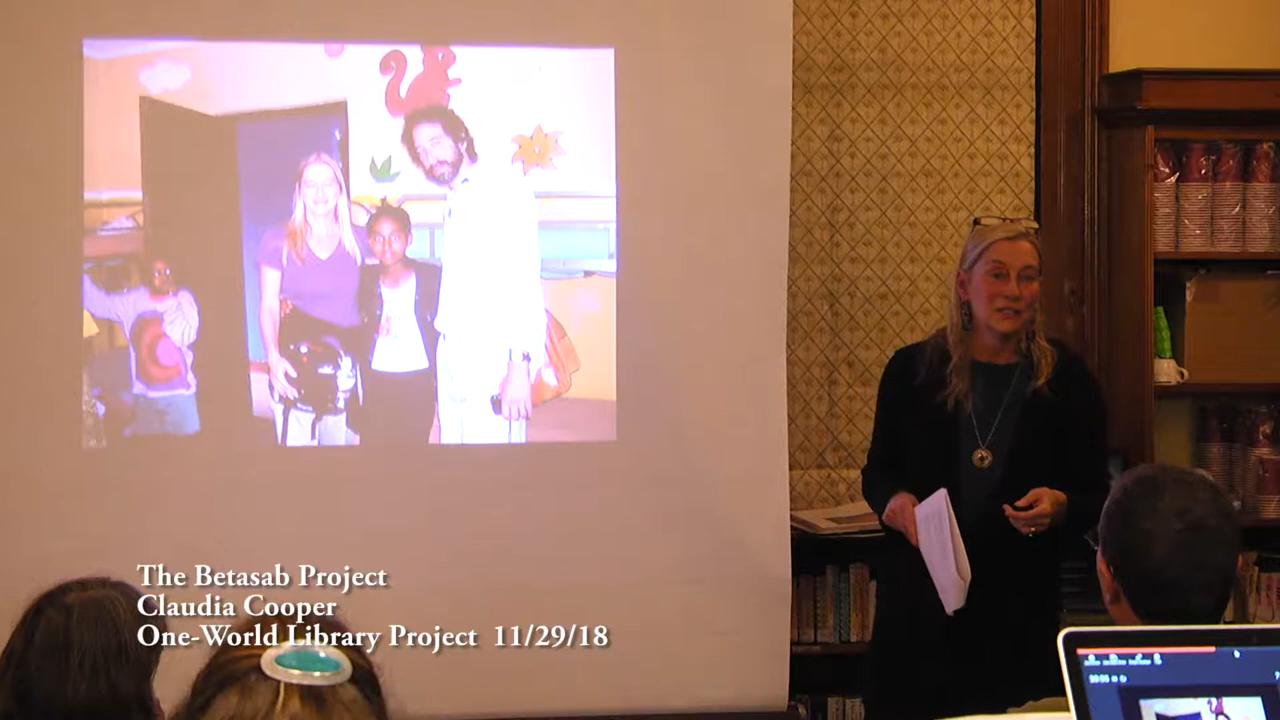 The Betasab Project
Claudia Cooper
One-World Library Project 11/29/18